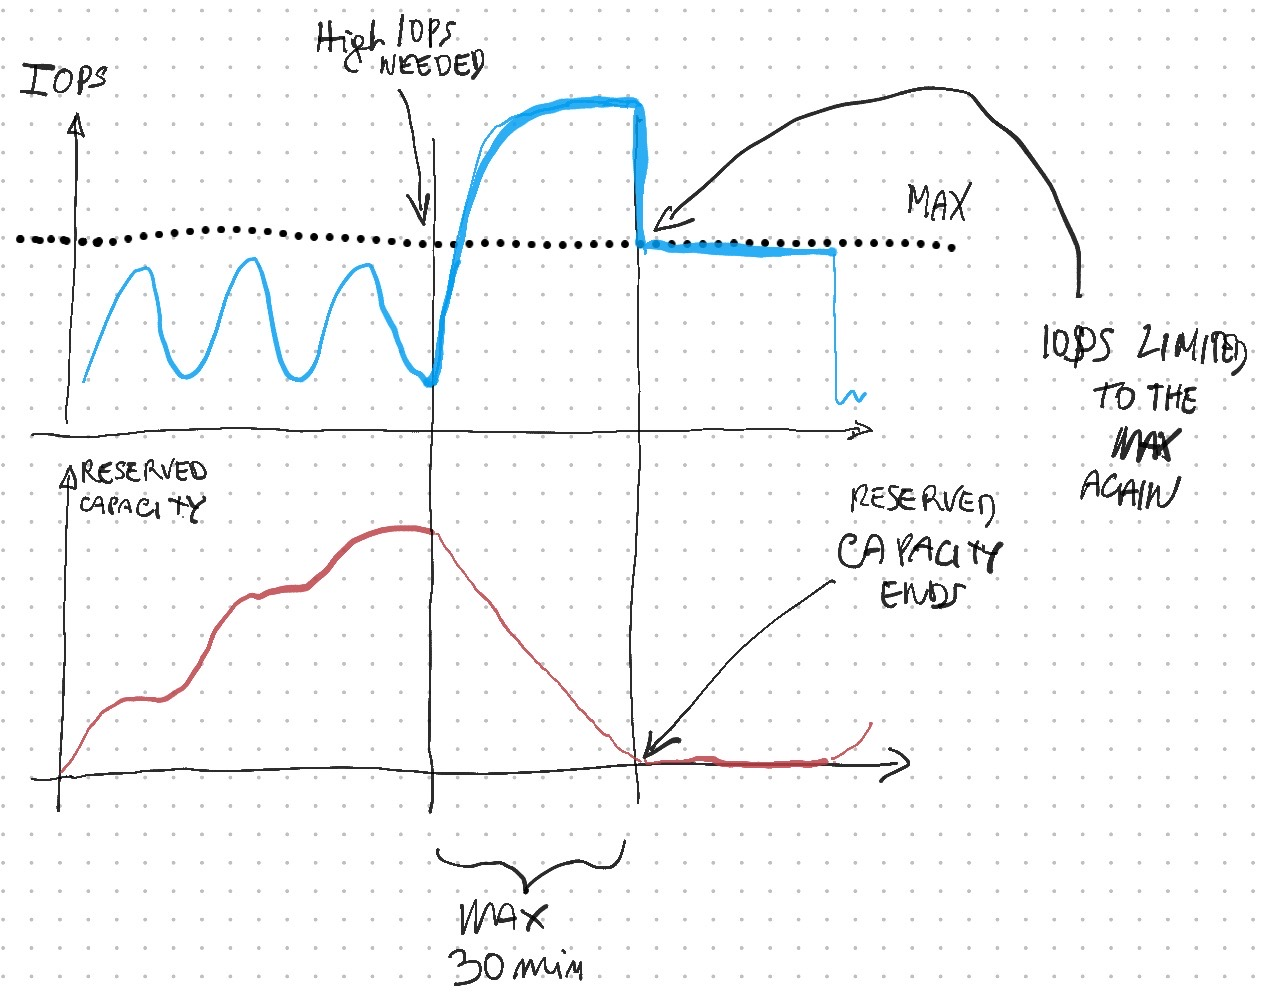 High IOPS
NEEDED
IOPS
MAX
IOPS LIMITED
TO THE
MAX
AGAIN
RESERVED
CAPACITY
RESERVED
CAPACITY
ENDS
MAX
30 min